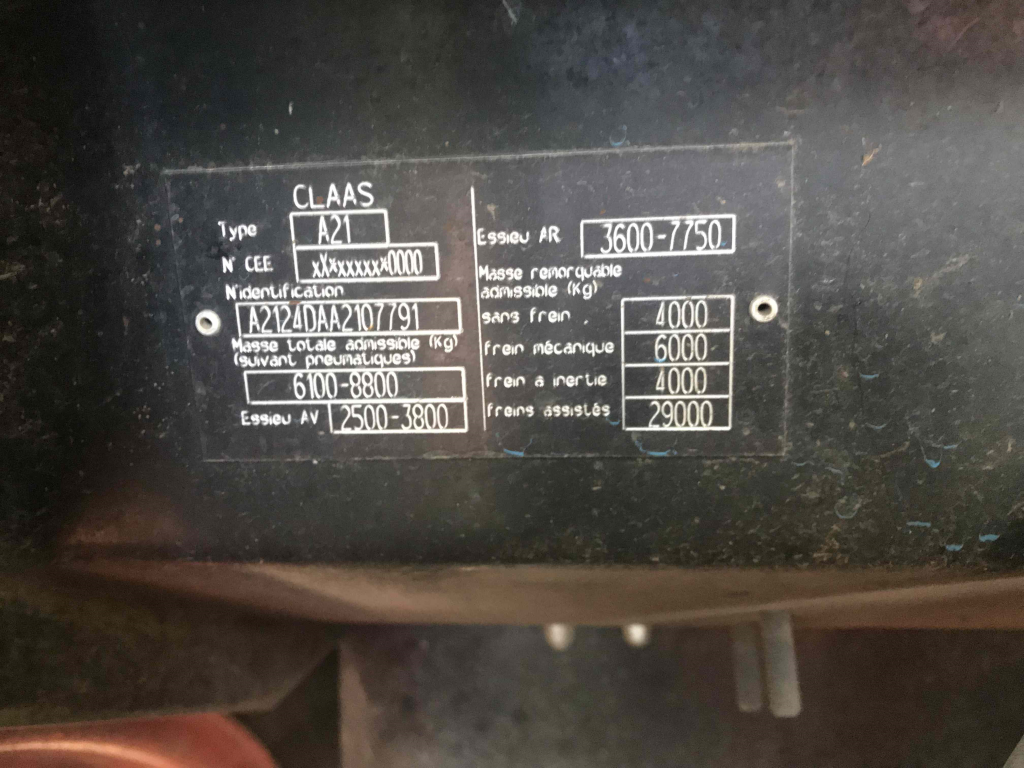 CLAAS
Type A21
N° CEE xXxxxxxx*0000
N°identification
A2124DAA2107791
Masse totale admissible (Kg)
(suivant pneumatiques)
6100-8800
Essieu AV 2500-3800
Essieu AR 3600-7750
Masse remorquable
admissible (Kg)
sans frein 4000
frein mécanique 6000
frein à inertie 4000
freins assistés 29000